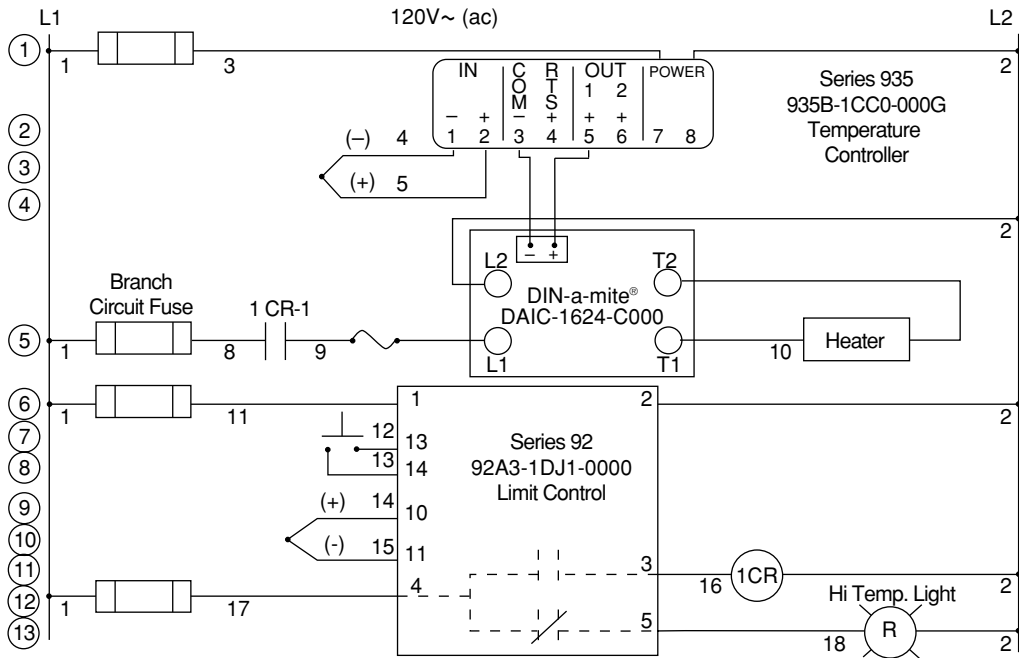 L1
120V~ (ac)
L2
1
1
3
2
IN
COM
RTS
OUT
1 2
POWER
− + − + + +
1 2 3 4 5 6 7 8
Series 935
935B-1CC0-000G
Temperature
Controller
2
(–) 4
3
(+) 5
4
2
− +
L2
T2
DIN-a-mite®
DAIC-1624-C000
L1
T1
Branch
Circuit Fuse
1 CR-1
5
1
8
9
10
Heater
6
1
11
1
2
2
7
12
13
8
13
14
Series 92
92A3-1DJ1-0000
Limit Control
9
(+) 14
10
10
(-) 15
11
11
3
16
1CR
2
12
1
17
4
Hi Temp. Light
13
5
18
R
2